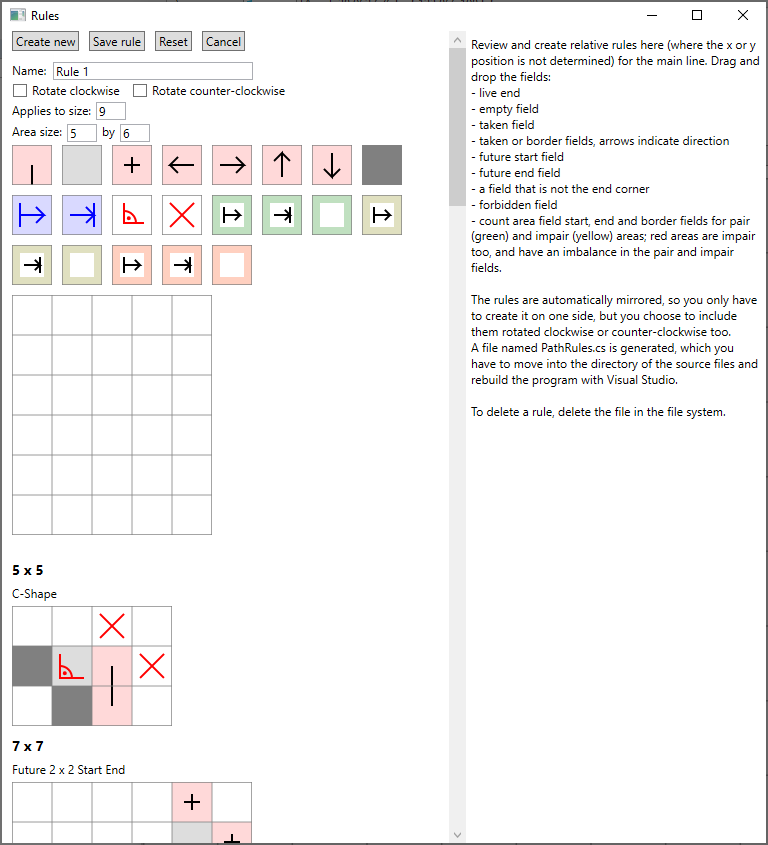 Rules
Create new Save rule Reset Cancel
Name: Rule 1
Rotate clockwise Rotate counter-clockwise
Applies to size: 9
Area size: 5 by 6
5 x 5
C-Shape
7 x 7
Future 2 x 2 Start End
Review and create relative rules here (where the x or y
position is not determined) for the main line. Drag and
drop the fields:
- live end
- empty field
- taken field
- taken or border fields, arrows indicate direction
- future start field
- future end field
- a field that is not the end corner
- forbidden field
- count area field start, end and border fields for pair
(green) and impair (yellow) areas; red areas are impair
too, and have an imbalance in the pair and impair
fields.
The rules are automatically mirrored, so you only have
to create it on one side, but you choose to include
them rotated clockwise or counter-clockwise too.
A file named PathRules.cs is generated, which you
have to move into the directory of the source files and
rebuild the program with Visual Studio.
To delete a rule, delete the file in the file system.